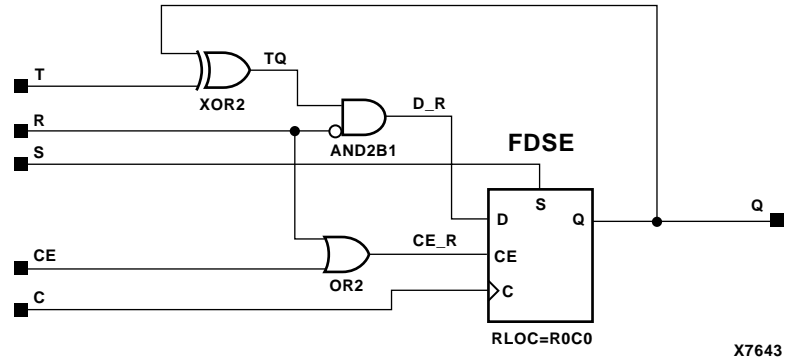 T
TQ
XOR2
R
D_R
AND2B1
S
FDSE
S
D
Q
Q
CE
CE_R
CE
OR2
C
C
RLOC=R0C0
X7643